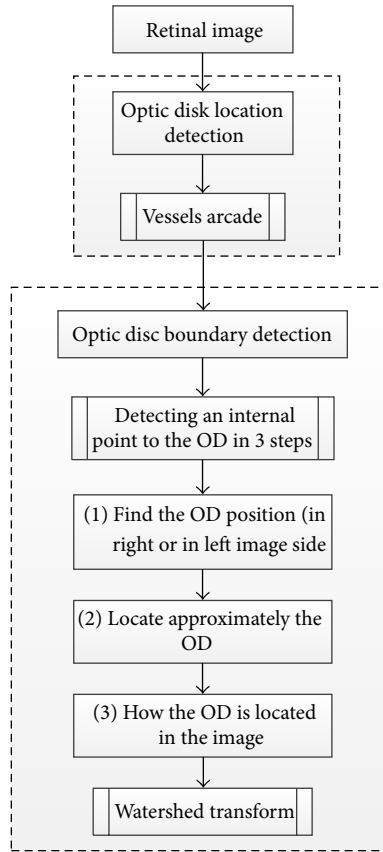 Retinal image
Optic disk location
detection
Vessels arcade
Optic disc boundary detection
Detecting an internal
point to the OD in 3 steps
(1) Find the OD position (in
right or in left image side
(2) Locate approximately the
OD
(3) How the OD is located
in the image
Watershed transform